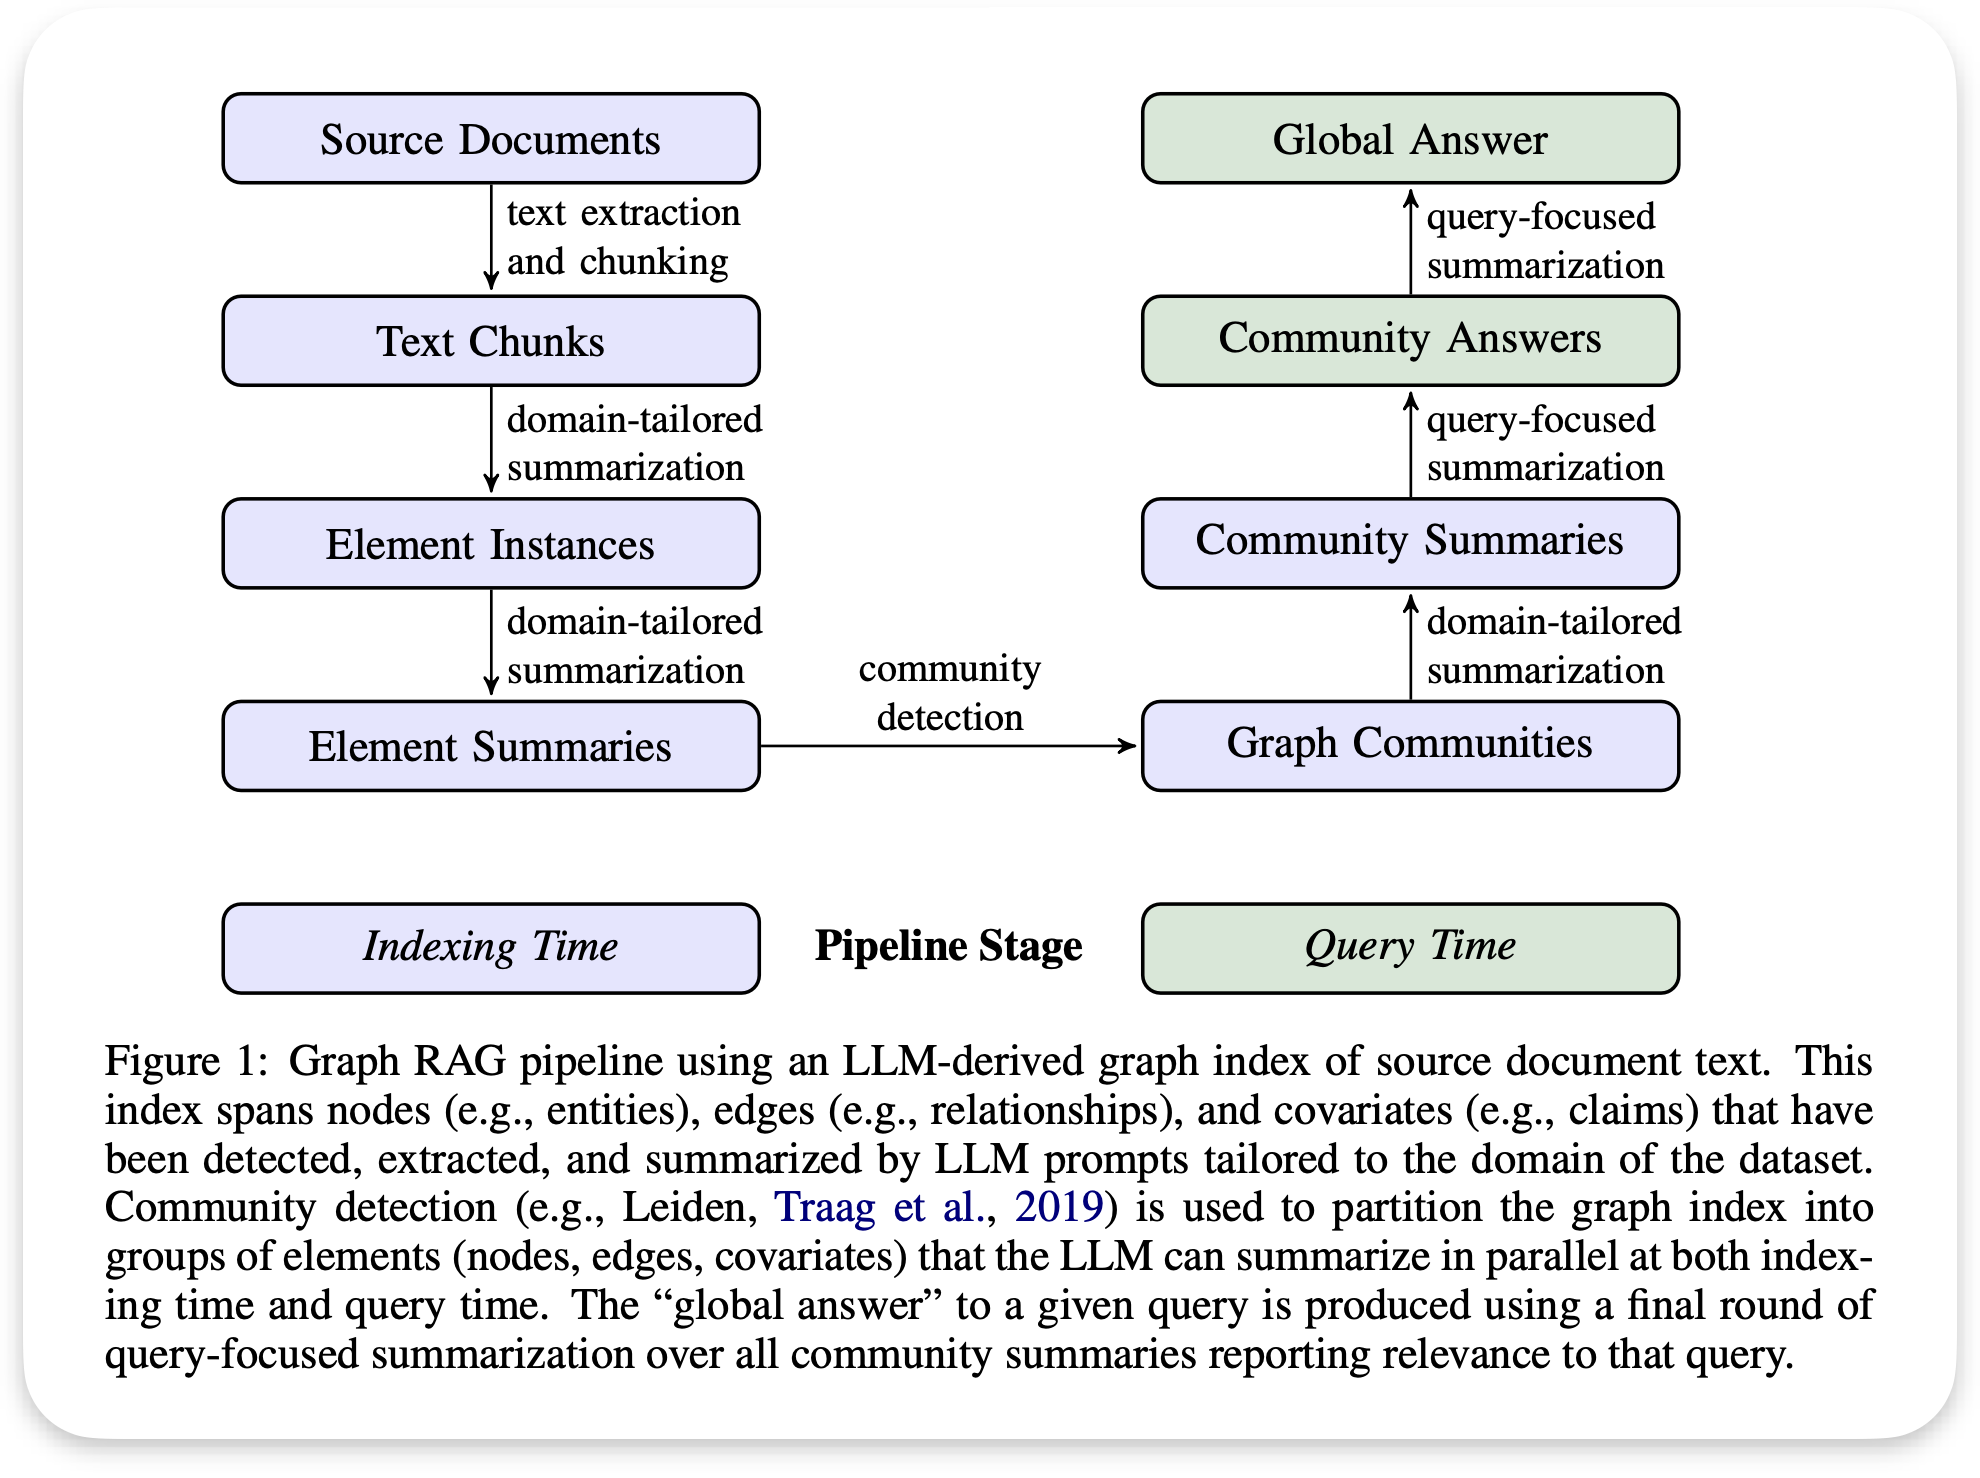 Source Documents
text extraction
and chunking
Text Chunks
domain-tailored
summarization
Element Instances
domain-tailored
summarization
Element Summaries
community
detection
Global Answer
query-focused
summarization
Community Answers
query-focused
summarization
Community Summaries
domain-tailored
summarization
Graph Communities
Indexing Time
Pipeline Stage
Query Time
Figure 1: Graph RAG pipeline using an LLM-derived graph index of source document text. This
index spans nodes (e.g., entities), edges (e.g., relationships), and covariates (e.g., claims) that have
been detected, extracted, and summarized by LLM prompts tailored to the domain of the dataset.
Community detection (e.g., Leiden, Traag et al., 2019) is used to partition the graph index into
groups of elements (nodes, edges, covariates) that the LLM can summarize in parallel at both index-
ing time and query time. The “global answer” to a given query is produced using a final round of
query-focused summarization over all community summaries reporting relevance to that query.